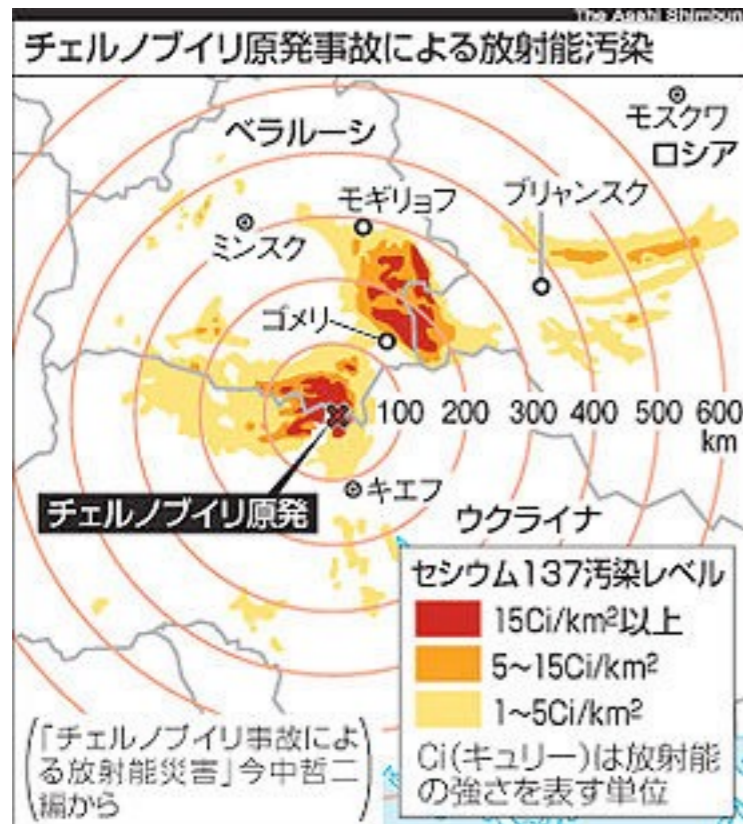 The Asahi Shimbun
チェルノブイリ原発事故による放射能汚染
モスクワ
ロシア
ベラルーシ
モギリョフ
ブリャンスク
ミンスク
ゴメリ
100 200 300 400 500 600
km
キエフ
チェルノブイリ原発
ウクライナ
セシウム137汚染レベル
15Ci/km²以上
5~15Ci/km²
1~5Ci/km²
Ci(キュリー)は放射能
の強さを表す単位
(「チェルノブイリ事故によ
る放射能災害」今中哲二
編から)